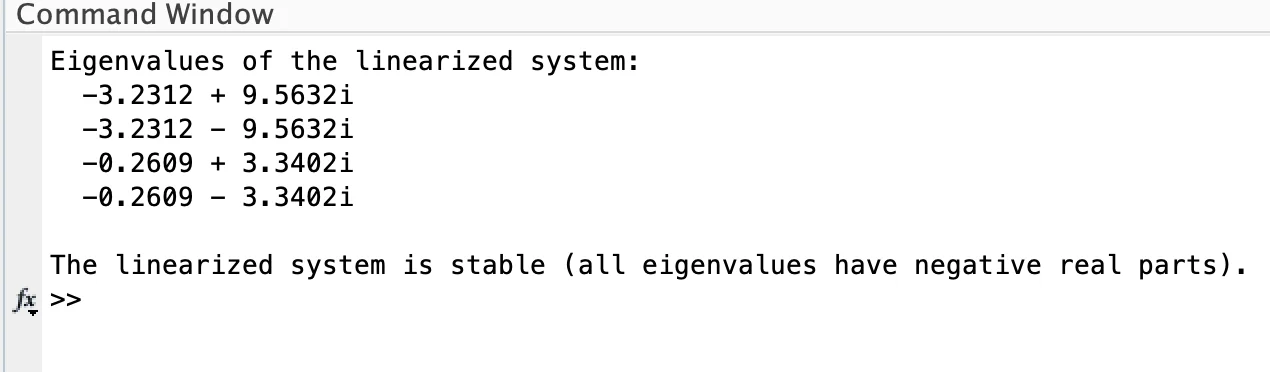 Command Window
Eigenvalues of the linearized system:
-3.2312 + 9.5632i
-3.2312 - 9.5632i
-0.2609 + 3.3402i
-0.2609 - 3.3402i
The linearized system is stable (all eigenvalues have negative real parts).
fx >>